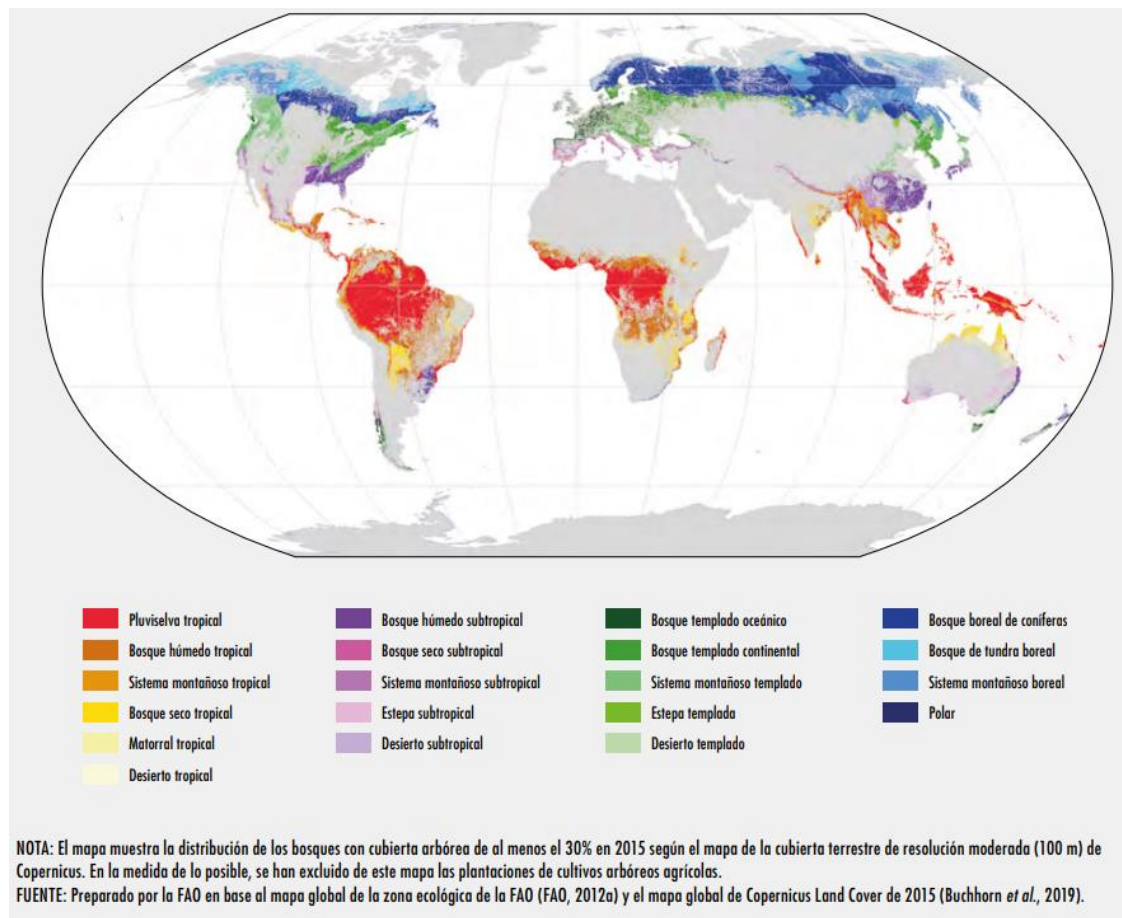 Pluviselva tropical
Bosque húmedo tropical
Sistema montañoso tropical
Bosque seco tropical
Matorral tropical
Desierto tropical
Bosque húmedo subtropical
Bosque seco subtropical
Sistema montañoso subtropical
Estepa subtropical
Desierto subtropical
Bosque templado oceánico
Bosque templado continental
Sistema montañoso templado
Estepa templada
Desierto templado
Bosque boreal de coníferas
Bosque de tundra boreal
Sistema montañoso boreal
Polar
NOTA: El mapa muestra la distribución de los bosques con cubierta arbórea de al menos el 30% en 2015 según el mapa de la cubierta terrestre de resolución moderada (100 m) de
Copernicus. En la medida de lo posible, se han excluido de este mapa las plantaciones de cultivos arbóreos agrícolas.
FUENTE: Preparado por la FAO en base al mapa global de la zona ecológica de la FAO (FAO, 2012a) y el mapa global de Copernicus Land Cover de 2015 (Buchhorn et al., 2019).